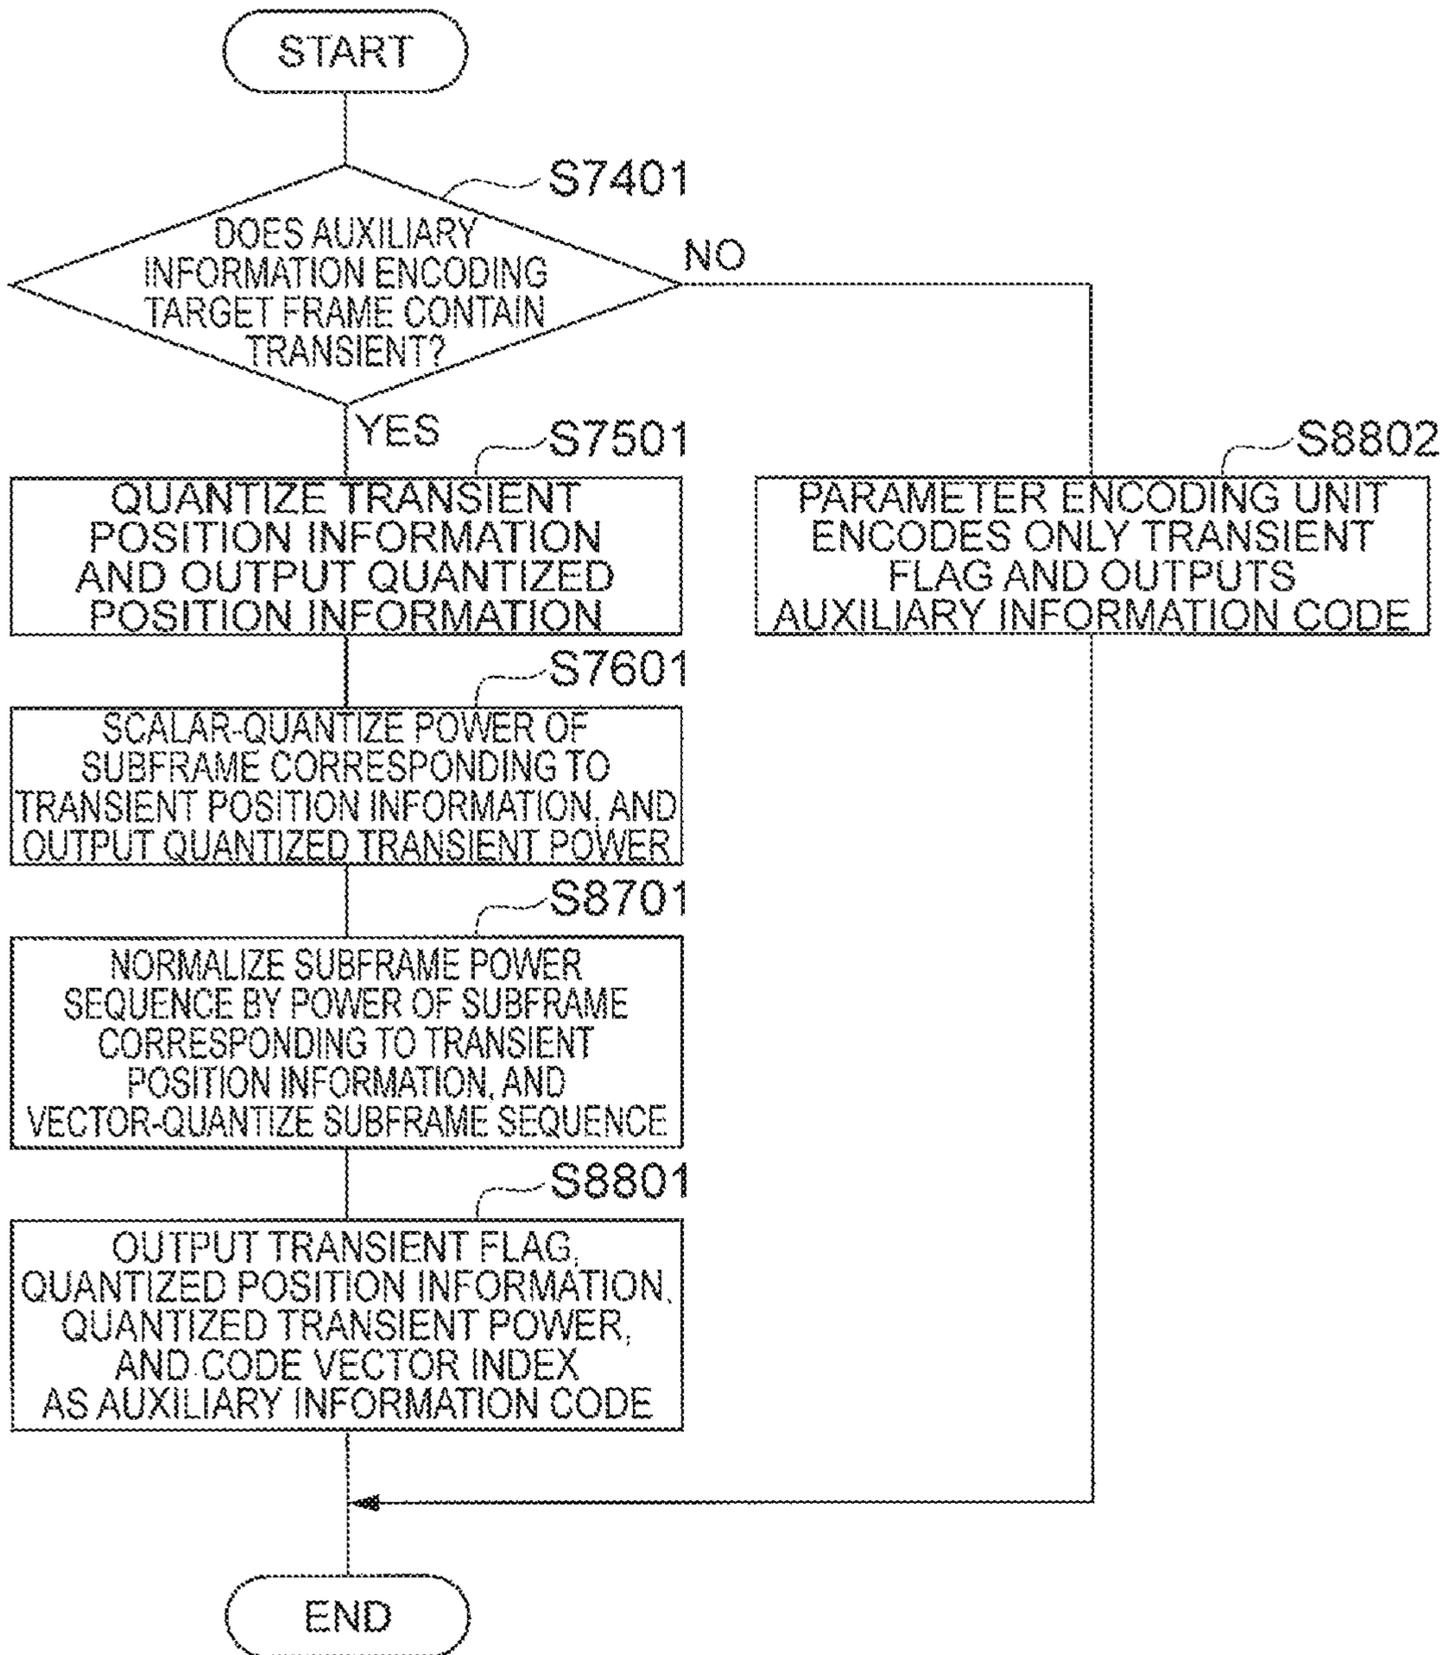 START
S7401
DOES AUXILIARY
INFORMATION ENCODING
TARGET FRAME CONTAIN
TRANSIENT?
NO
YES
S7501
QUANTIZE TRANSIENT
POSITION INFORMATION
AND OUTPUT QUANTIZED
POSITION INFORMATION
S8802
PARAMETER ENCODING UNIT
ENCODES ONLY TRANSIENT
FLAG AND OUTPUTS
AUXILIARY INFORMATION CODE
S7601
SCALAR-QUANTIZE POWER OF
SUBFRAME CORRESPONDING TO
TRANSIENT POSITION INFORMATION, AND
OUTPUT QUANTIZED TRANSIENT POWER
S8701
NORMALIZE SUBFRAME POWER
SEQUENCE BY POWER OF SUBFRAME
CORRESPONDING TO TRANSIENT
POSITION INFORMATION, AND
VECTOR-QUANTIZE SUBFRAME SEQUENCE
S8801
OUTPUT TRANSIENT FLAG,
QUANTIZED POSITION INFORMATION,
QUANTIZED TRANSIENT POWER,
AND CODE VECTOR INDEX
AS AUXILIARY INFORMATION CODE
END